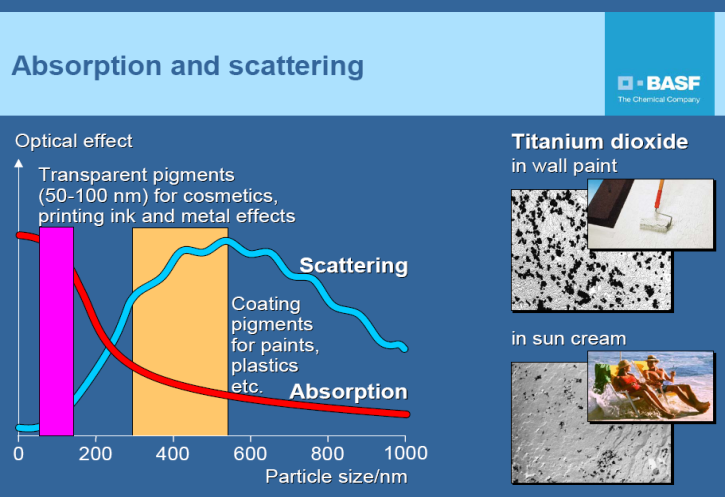 Absorption and scattering
BASF
The Chemical Company
Optical effect
Transparent pigments
(50-100 nm) for cosmetics,
printing ink and metal effects
Scattering
Coating
pigments
for paints,
plastics
etc.
Absorption
0 200 400 600 800 1000
Particle size/nm
Titanium dioxide
in wall paint
in sun cream